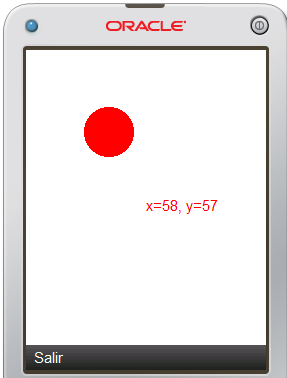 ORACLE
x=58, y=57
Salir